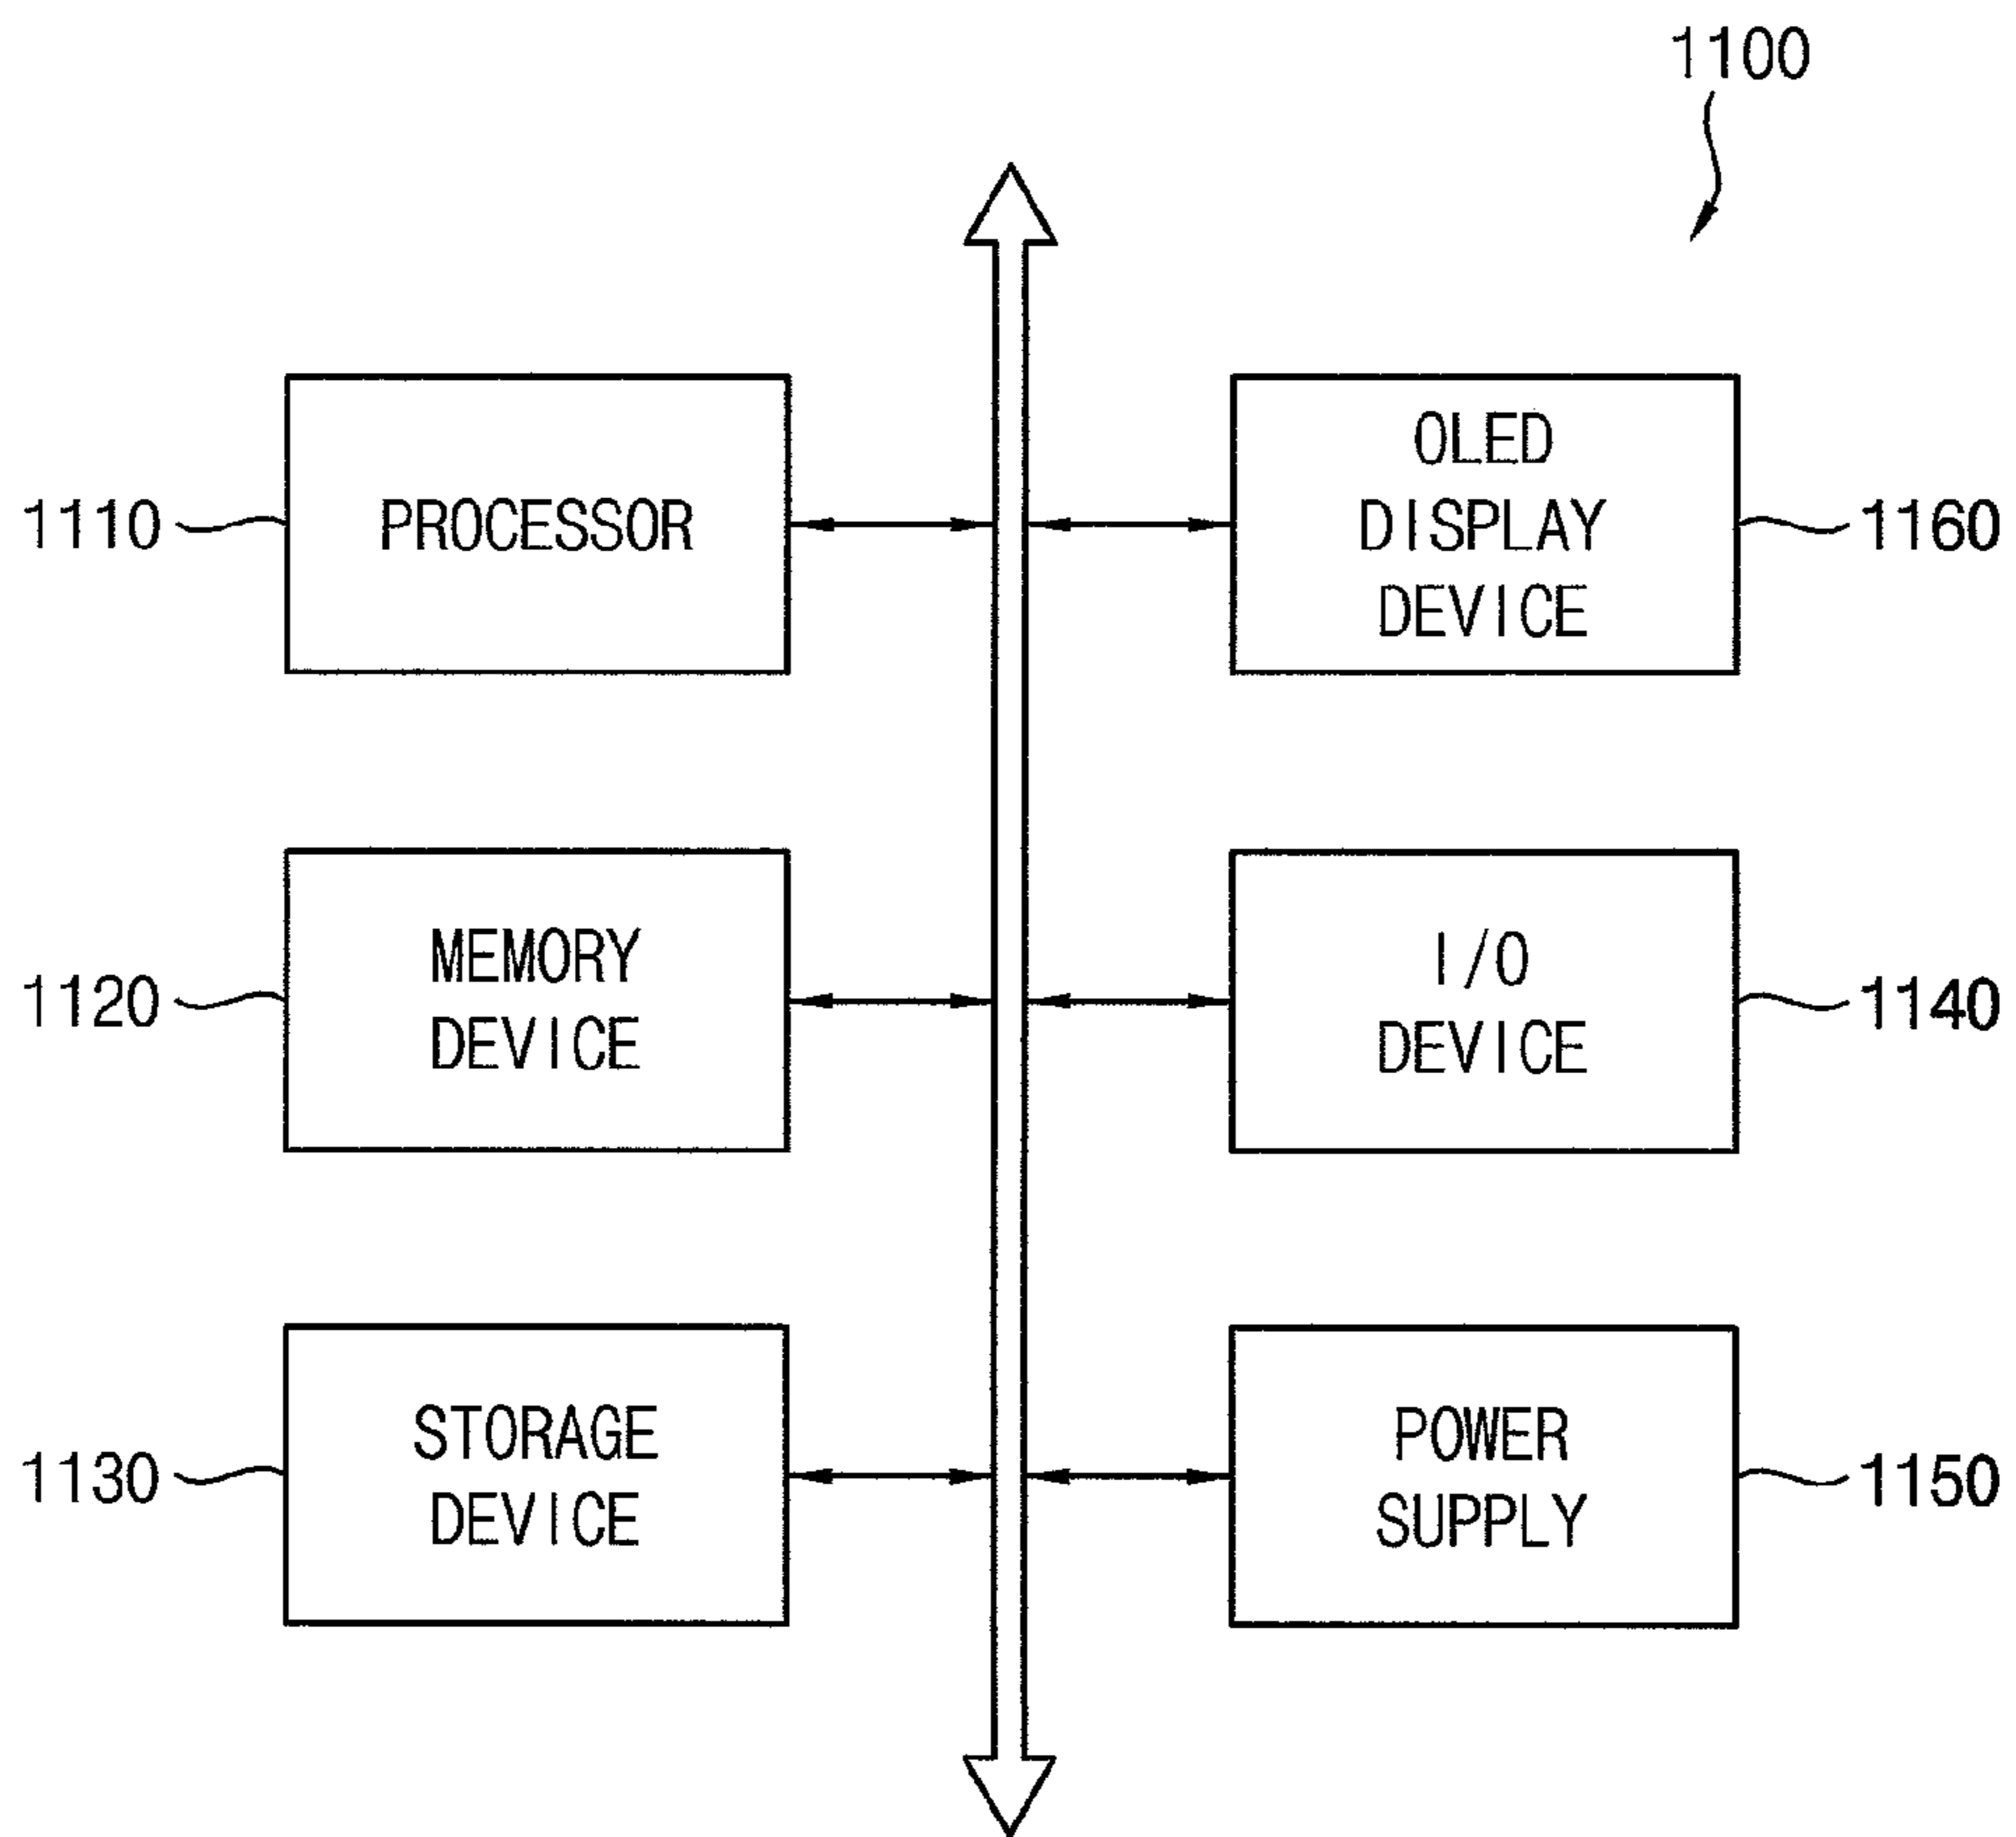 1100
1110
PROCESSOR
OLED
DISPLAY
DEVICE
1160
1120
MEMORY
DEVICE
I/O
DEVICE
1140
1130
STORAGE
DEVICE
POWER
SUPPLY
1150